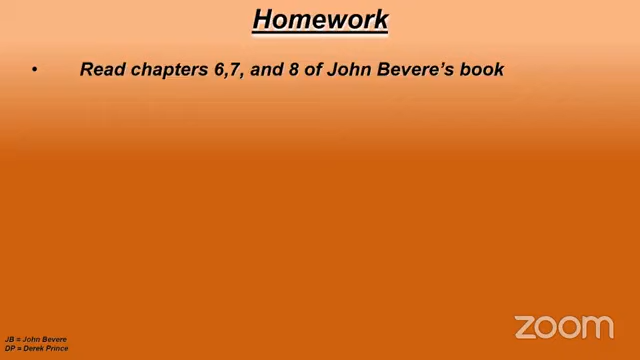 Homework
• Read chapters 6,7, and 8 of John Bevere's book
JB = John Bevere
DP = Derek Prince
zoom